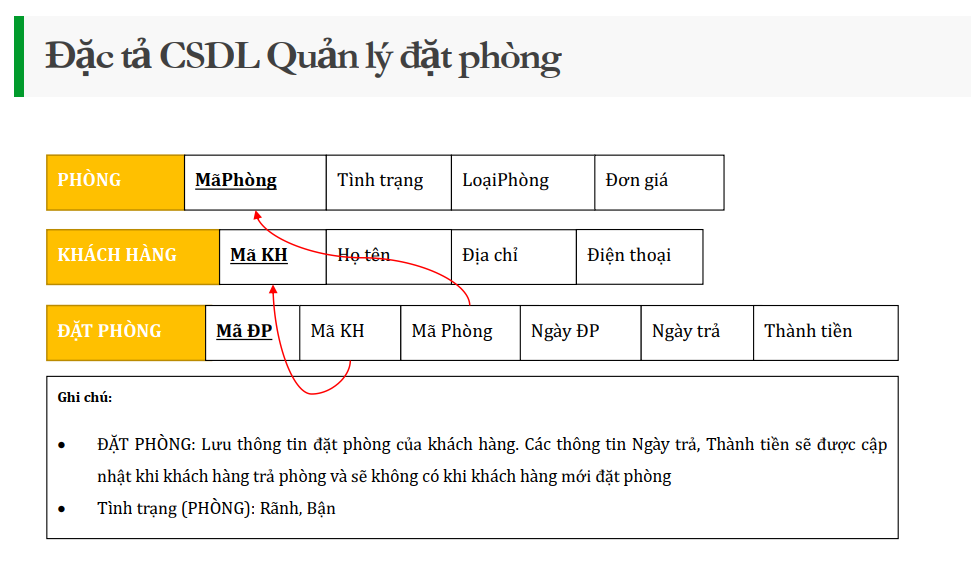 Đặc tả CSDL Quản lý đặt phòng
PHÒNG MãPhòng Tình trạng LoạiPhòng Đơn giá
KHÁCH HÀNG Mã KH Họ tên Địa chỉ Điện thoại
ĐẶT PHÒNG Mã ĐP Mã KH Mã Phòng Ngày ĐP Ngày trả Thành tiền
Ghi chú:
• ĐẶT PHÒNG: Lưu thông tin đặt phòng của khách hàng. Các thông tin Ngày trả, Thành tiền sẽ được cập
nhật khi khách hàng trả phòng và sẽ không có khi khách hàng mới đặt phòng
• Tình trạng (PHÒNG): Rãnh, Bận